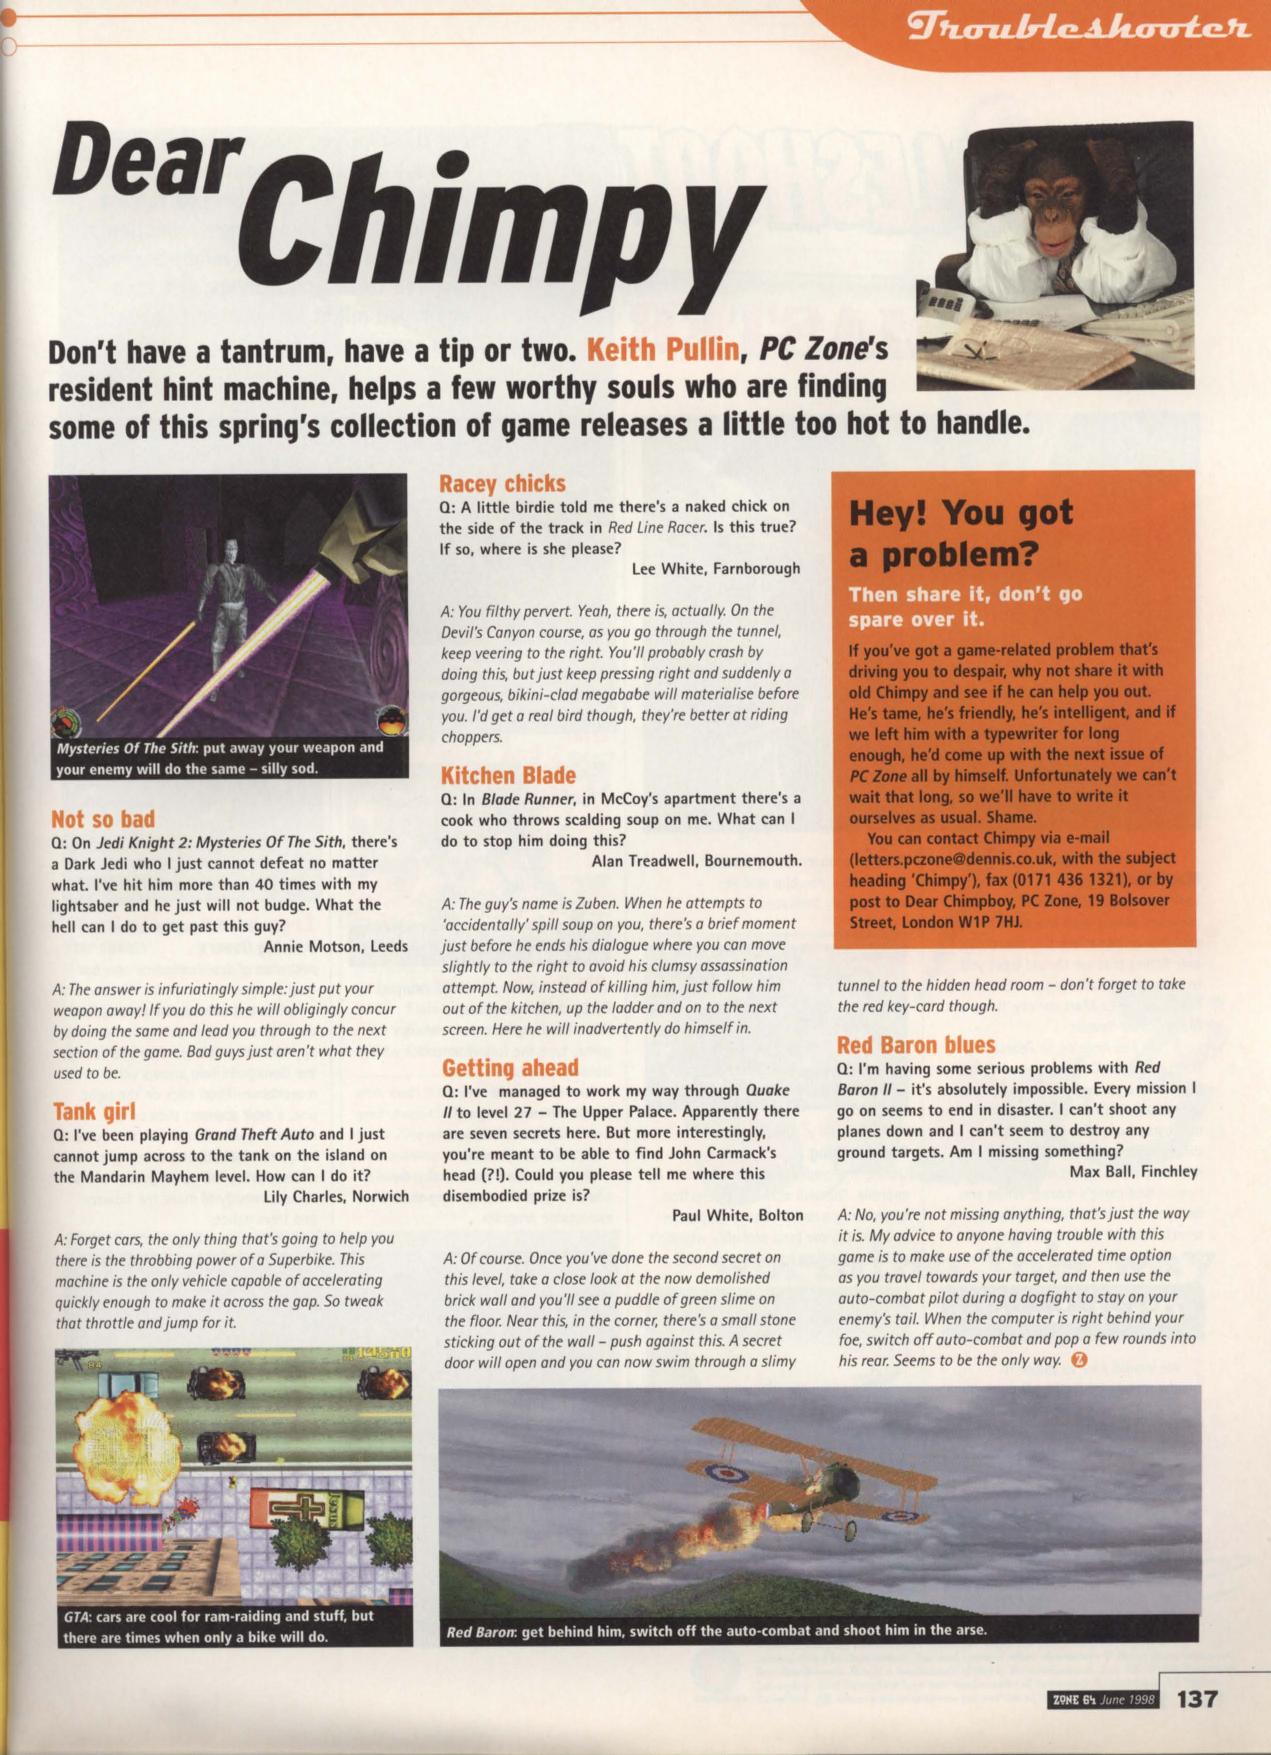 Troubleshooter
Dear
Chimpy
Don't have a tantrum, have a tip or two. Keith Pullin, PC Zone's
resident hint machine, helps a few worthy souls who are finding
some of this spring's collection of game releases a little too hot to handle.
Mysteries Of The Sith: put away your weapon and
your enemy will do the same – silly sod.
Not so bad
Q: On Jedi Knight 2: Mysteries Of The Sith, there's
a Dark Jedi who I just cannot defeat no matter
what. I've hit him more than 40 times with my
lightsaber and he just will not budge. What the
hell can I do to get past this guy?
Annie Motson, Leeds
A: The answer is infuriatingly simple: just put your
weapon away! If you do this he will obligingly concur
by doing the same and lead you through to the next
section of the game. Bad guys just aren't what they
used to be.
Tank girl
Q: I've been playing Grand Theft Auto and I just
cannot jump across to the tank on the island on
the Mandarin Mayhem level. How can I do it?
Lily Charles, Norwich
A: Forget cars, the only thing that's going to help you
there is the throbbing power of a Superbike. This
machine is the only vehicle capable of accelerating
quickly enough to make it across the gap. So tweak
that throttle and jump for it.
94
GTA: cars are cool for ram-raiding and stuff, but
there are times when only a bike will do.
Racey chicks
Q: A little birdie told me there's a naked chick on
the side of the track in Red Line Racer. Is this true?
If so, where is she please?
Lee White, Farnborough
A: You filthy pervert. Yeah, there is, actually. On the
Devil's Canyon course, as you go through the tunnel,
keep veering to the right. You'll probably crash by
doing this, but just keep pressing right and suddenly a
gorgeous, bikini-clad megababe will materialise before
you. I'd get a real bird though, they're better at riding
choppers.
Kitchen Blade
Q: In Blade Runner, in McCoy's apartment there's a
cook who throws scalding soup on me. What can I
do to stop him doing this?
Alan Treadwell, Bournemouth.
A: The guy's name is Zuben. When he attempts to
'accidentally' spill soup on you, there's a brief moment
just before he ends his dialogue where you can move
slightly to the right to avoid his clumsy assassination
attempt. Now, instead of killing him, just follow him
out of the kitchen, up the ladder and on to the next
screen. Here he will inadvertently do himself in.
Getting ahead
Q: I've managed to work my way through Quake
II to level 27 – The Upper Palace. Apparently there
are seven secrets here. But more interestingly,
you're meant to be able to find John Carmack's
head (?!). Could you please tell me where this
disembodied prize is?
Paul White, Bolton
A: Of course. Once you've done the second secret on
this level, take a close look at the now demolished
brick wall and you'll see a puddle of green slime on
the floor. Near this, in the corner, there's a small stone
sticking out of the wall – push against this. A secret
door will open and you can now swim through a slimy
Hey! You got
a problem?
Then share it, don't go
spare over it.
If you've got a game-related problem that's
driving you to despair, why not share it with
old Chimpy and see if he can help you out.
He's tame, he's friendly, he's intelligent, and if
we left him with a typewriter for long
enough, he'd come up with the next issue of
PC Zone all by himself. Unfortunately we can't
wait that long, so we'll have to write it
ourselves as usual. Shame.
You can contact Chimpy via e-mail
(letters.pczone@dennis.co.uk, with the subject
heading 'Chimpy'), fax (0171 436 1321), or by
post to Dear Chimpboy, PC Zone, 19 Bolsover
Street, London W1P 7HJ.
tunnel to the hidden head room – don't forget to take
the red key-card though.
Red Baron blues
Q: I'm having some serious problems with Red
Baron II – it's absolutely impossible. Every mission I
go on seems to end in disaster. I can't shoot any
planes down and I can't seem to destroy any
ground targets. Am I missing something?
Max Ball, Finchley
A: No, you're not missing anything, that's just the way
it is. My advice to anyone having trouble with this
game is to make use of the accelerated time option
as you travel towards your target, and then use the
auto-combat pilot during a dogfight to stay on your
enemy's tail. When the computer is right behind your
foe, switch off auto-combat and pop a few rounds into
his rear. Seems to be the only way. Z
Red Baron: get behind him, switch off the auto-combat and shoot him in the arse.
ZONE 64 June 1998 137